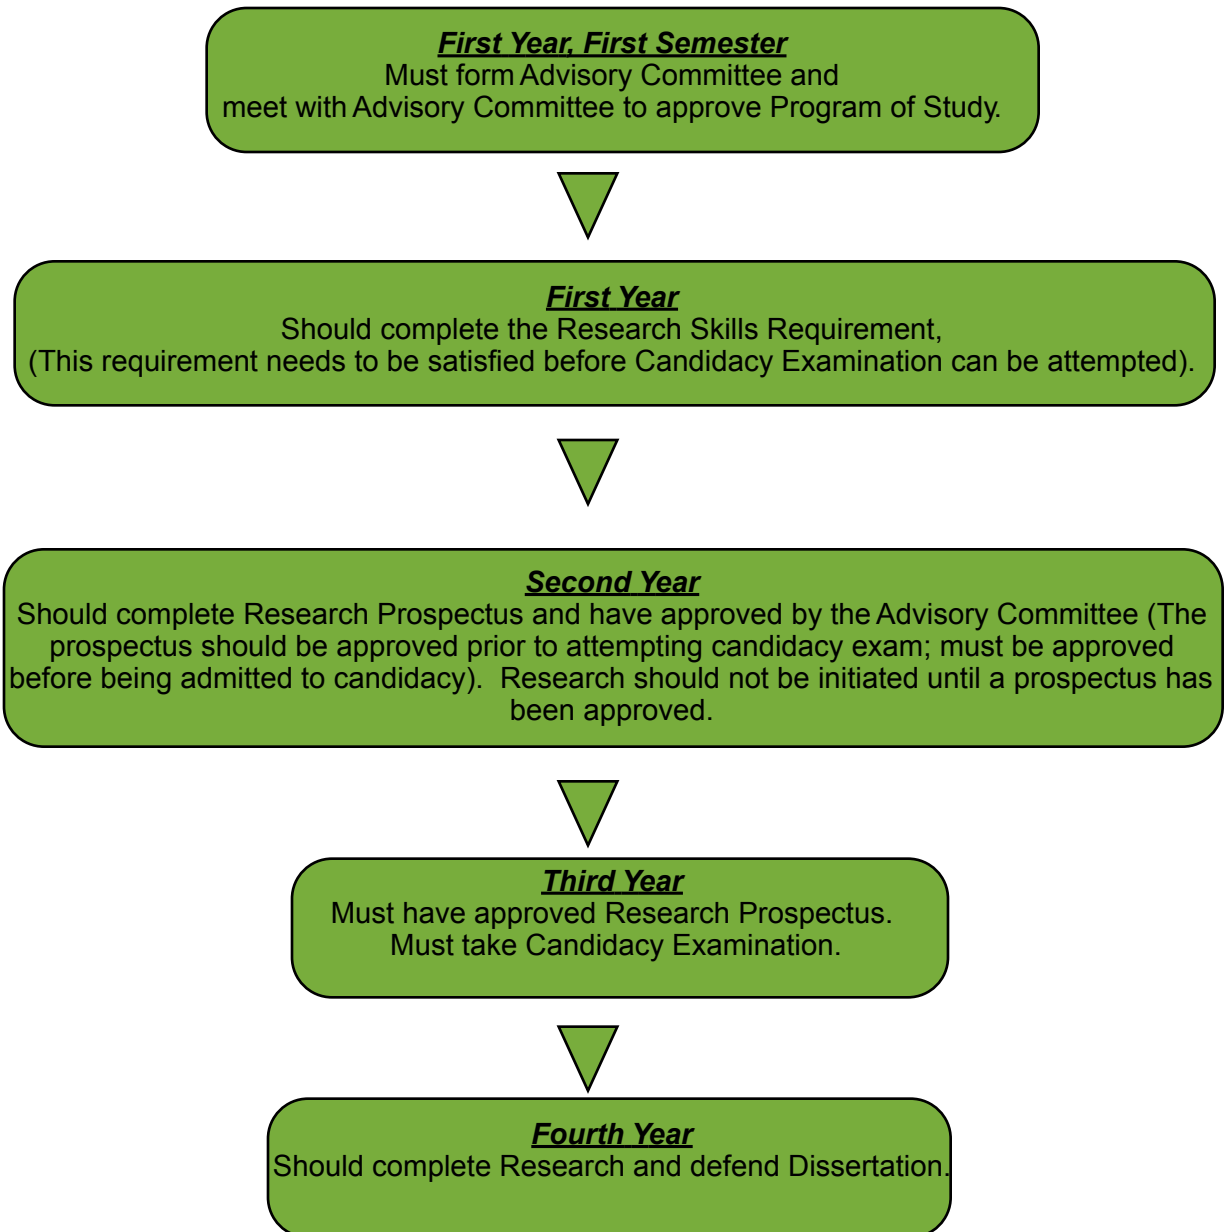 First Year, First Semester
Must form Advisory Committee and
meet with Advisory Committee to approve Program of Study.
First Year
Should complete the Research Skills Requirement,
(This requirement needs to be satisfied before Candidacy Examination can be attempted).
Second Year
Should complete Research Prospectus and have approved by the Advisory Committee (The
prospectus should be approved prior to attempting candidacy exam; must be approved
before being admitted to candidacy).  Research should not be initiated until a prospectus has
been approved.
Third Year
Must have approved Research Prospectus.
Must take Candidacy Examination.
Fourth Year
Should complete Research and defend Dissertation.